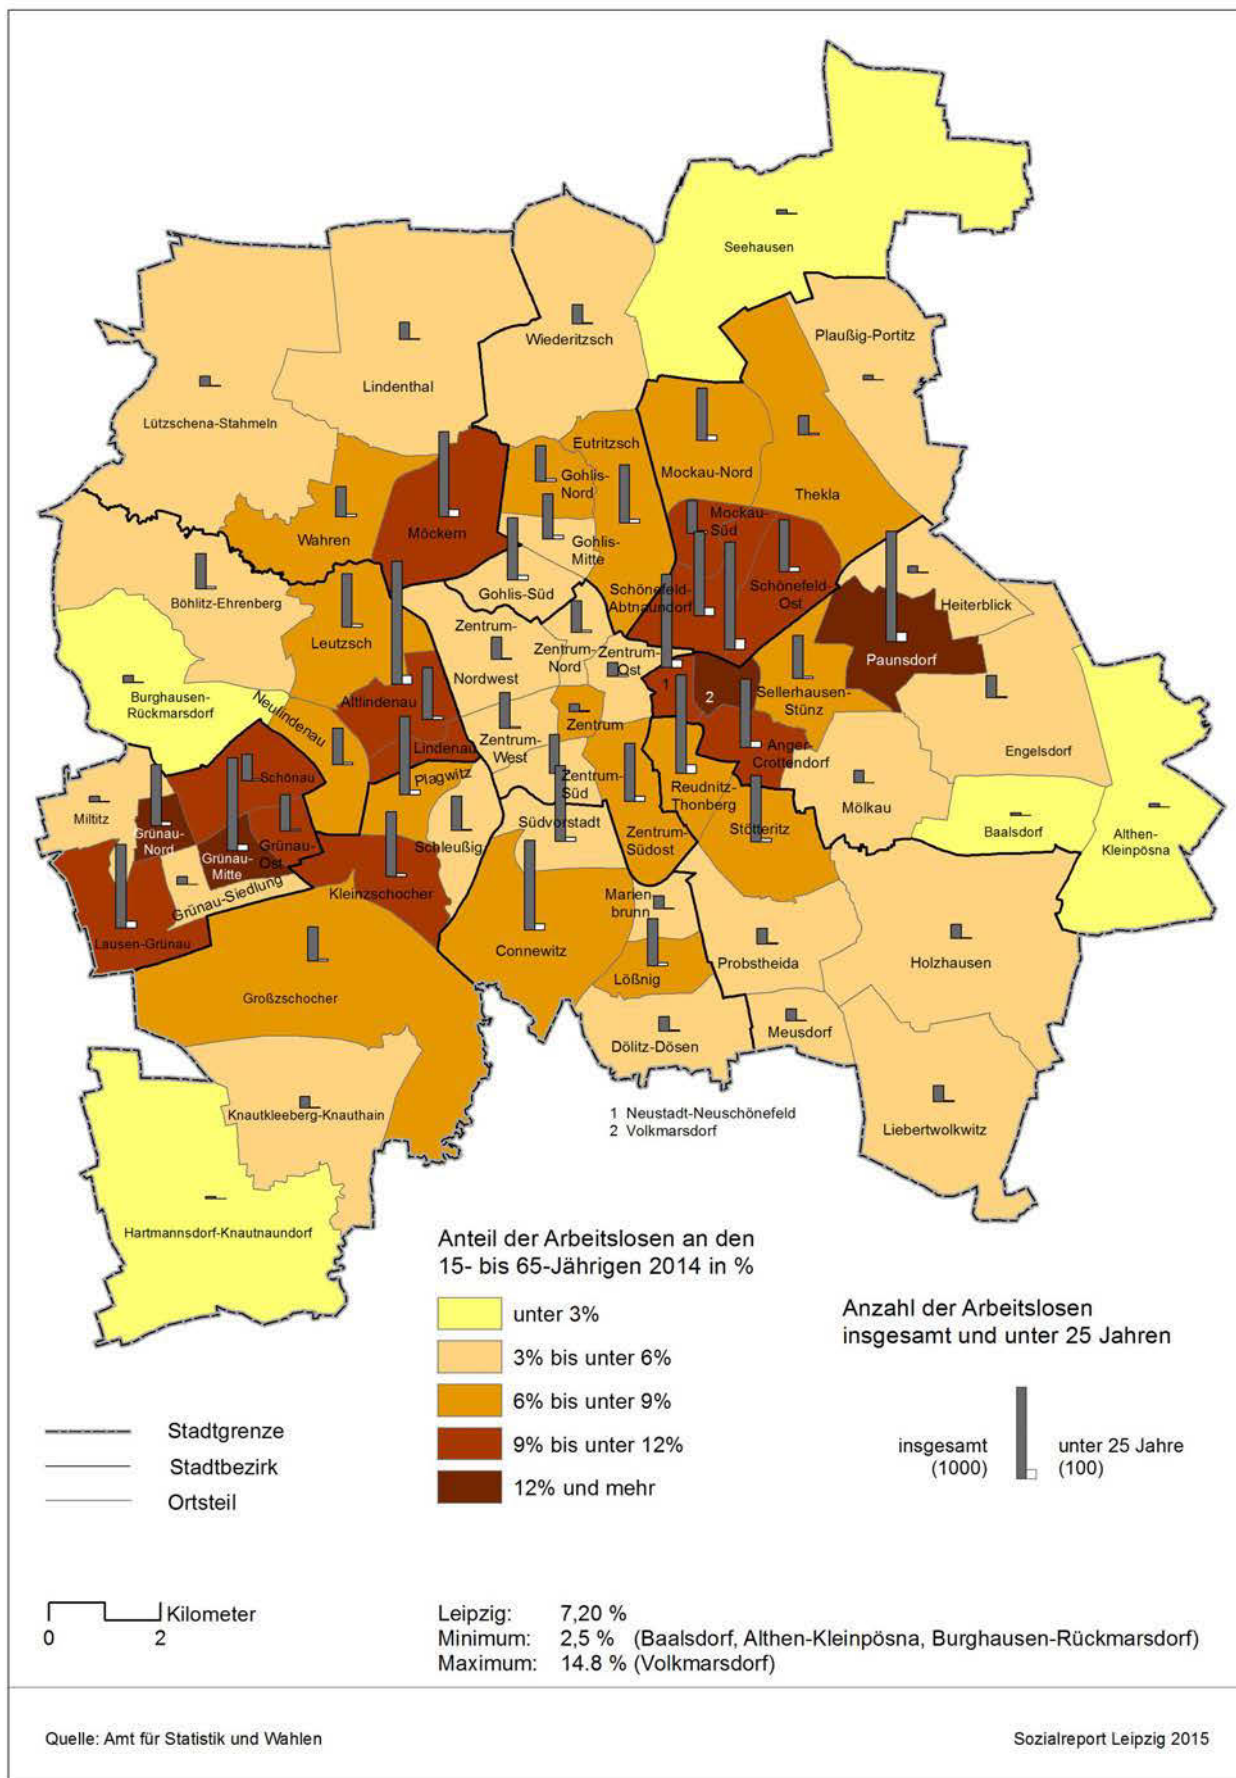 Seehausen
Plaußig-Portitz
Wiederitzsch
Lindenthal
Lützschena-Stahmeln
Eutritzsch
Mockau-Nord
Gohlis-
Nord
Thekla
Möckern
Mockau-
Süd
Wahren
Gohlis-
Mitte
Gohlis-Süd
Schönefeld-
Abtnaundorf
Schönefeld-
Ost
Böhlitz-Ehrenberg
Heiterblick
Leutzsch
Zentrum-
Nordwest
Zentrum-
Nord
Zentrum-
Ost
Paunsdorf
1
2
Burghausen-
Rückmarsdorf
Neulindenau
Altlindenau
Sellerhausen-
Stünz
Lindenau
Zentrum-
West
Zentrum
Anger-
Crottendorf
Engelsdorf
Schönau
Plagwitz
Zentrum-
Süd
Reudnitz-
Thonberg
Miltitz
Mölkau
Grünau-
Nord
Grünau-
Ost
Grünau-
Mitte
Schleußig
Südvorstadt
Zentrum-
Südost
Stötteritz
Baalsdorf
Althen-
Kleinpösna
Grünau-Siedlung
Kleinzschocher
Marien-
brunn
Lausen-Grünau
Connewitz
Probstheida
Holzhausen
Lößnig
Großzschocher
Meusdorf
Dölitz-Dösen
Knautkleeberg-Knauthain
Liebertwolkwitz
1 Neustadt-Neuschönefeld
2 Volkmarsdorf
Hartmannsdorf-Knautnaundorf
Anteil der Arbeitslosen an den
15- bis 65-Jährigen 2014 in %
unter 3%
3% bis unter 6%
6% bis unter 9%
9% bis unter 12%
12% und mehr
Anzahl der Arbeitslosen
insgesamt und unter 25 Jahren
insgesamt
(1000)
unter 25 Jahre
(100)
Stadtgrenze
Stadtbezirk
Ortsteil
Kilometer
0 2
Leipzig: 7,20 %
Minimum: 2,5 % (Baalsdorf, Althen-Kleinpösna, Burghausen-Rückmarsdorf)
Maximum: 14.8 % (Volkmarsdorf)
Quelle: Amt für Statistik und Wahlen
Sozialreport Leipzig 2015